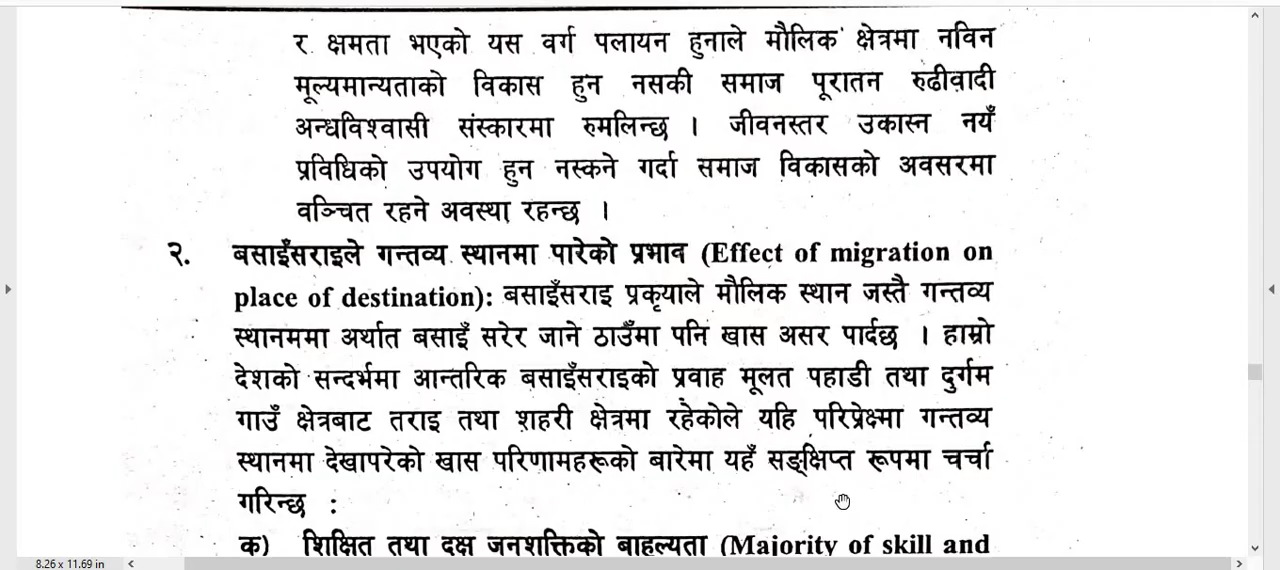 र क्षमता भएको यस वर्ग पलायन हुनाले मौलिक क्षेत्रमा नविन
मूल्यमान्यताको विकास हुन नसकी समाज पूरातन रुढीवादी
अन्धविश्वासी संस्कारमा रुमलिन्छ । जीवनस्तर उकास्न नयँ
प्रविधिको उपयोग हुन नस्कने गर्दा समाज विकासको अवसरमा
वञ्चित रहने अवस्था रहन्छ ।
२. बसाइँसराइले गन्तव्य स्थानमा पारेको प्रभाव (Effect of migration on
place of destination): बसाइँसराइ प्रकृयाले मौलिक स्थान जस्तै गन्तव्य
स्थानममा अर्थात बसाइँ सरेर जाने ठाउँमा पनि खास असर पार्दछ । हाम्रो
देशको सन्दर्भमा आन्तरिक बसाइँसराइको प्रवाह मूलत पहाडी तथा दुर्गम
गाउँ क्षेत्रबाट तराइ तथा शहरी क्षेत्रमा रहेकोले यहि परिप्रेक्ष्मा गन्तव्य
स्थानमा देखापरेको खास परिणामहरूको बारेमा यहँ सङ्क्षिप्त रूपमा चर्चा
गरिन्छ :
क) शिक्षित तथा दक्ष जनशक्तिको बाहुल्यता (Majority of skill and
8.26 x 11.69 in